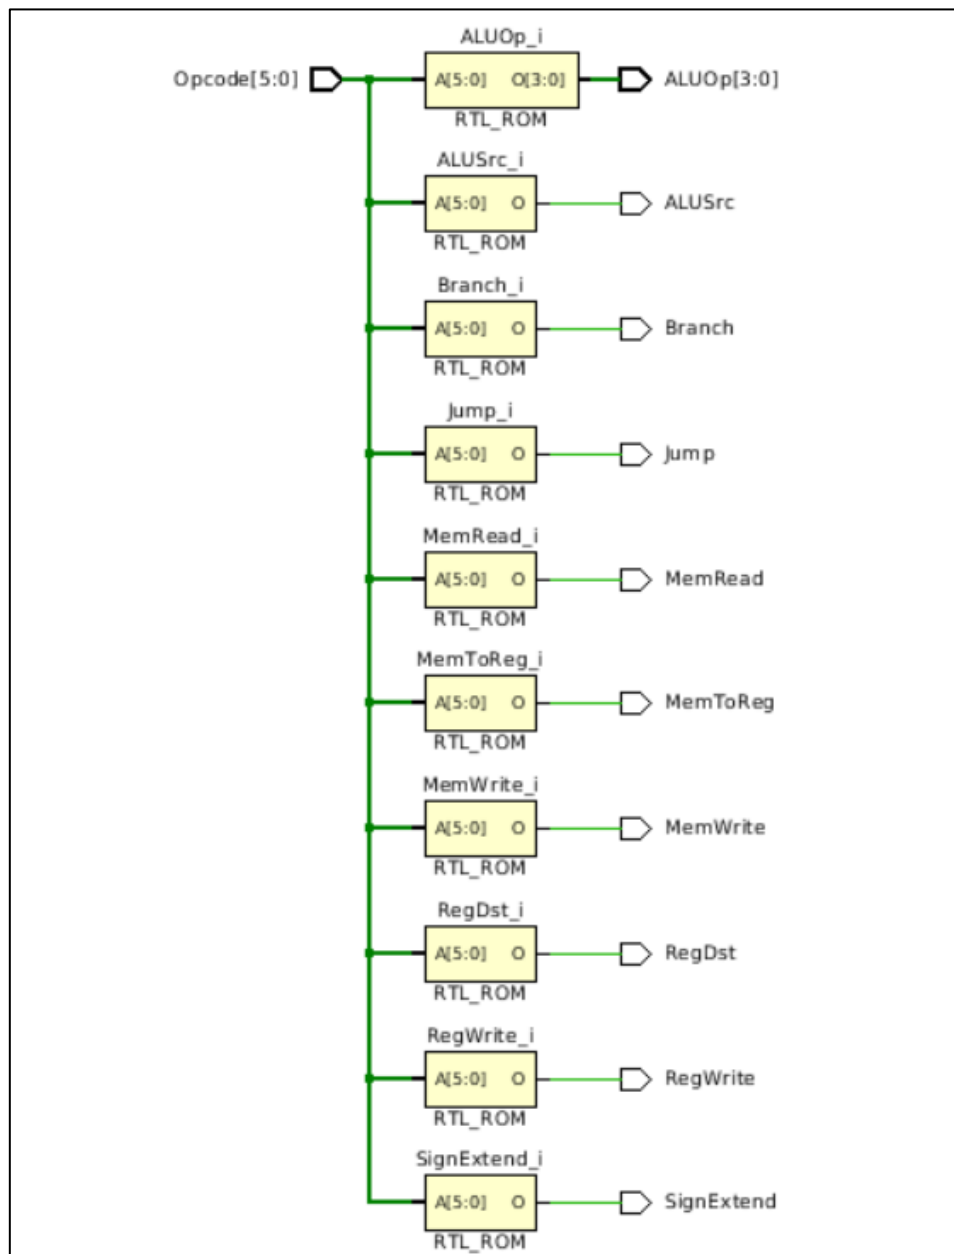 ALUOp_i
Opcode[5:0] A[5:0] O[3:0] ALUOp[3:0]
RTL_ROM
ALUSrc_i
A[5:0] O ALUSrc
RTL_ROM
Branch_i
A[5:0] O Branch
RTL_ROM
Jump_i
A[5:0] O Jump
RTL_ROM
MemRead_i
A[5:0] O MemRead
RTL_ROM
MemToReg_i
A[5:0] O MemToReg
RTL_ROM
MemWrite_i
A[5:0] O MemWrite
RTL_ROM
RegDst_i
A[5:0] O RegDst
RTL_ROM
RegWrite_i
A[5:0] O RegWrite
RTL_ROM
SignExtend_i
A[5:0] O SignExtend
RTL_ROM